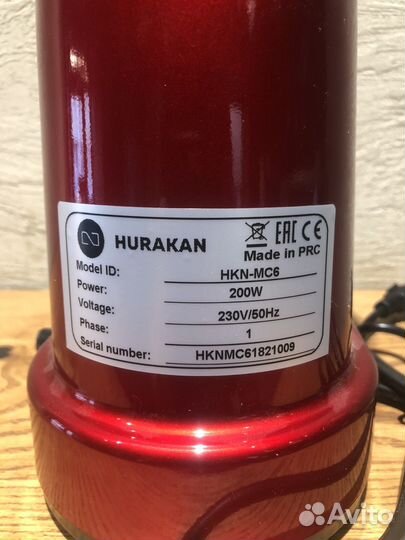 HURAKAN
EAC CE
Made in PRC
Model ID: HKN-MC6
Power: 200W
Voltage: 230V/50Hz
Phase: 1
Serial number: HKNMC61821009
Avito